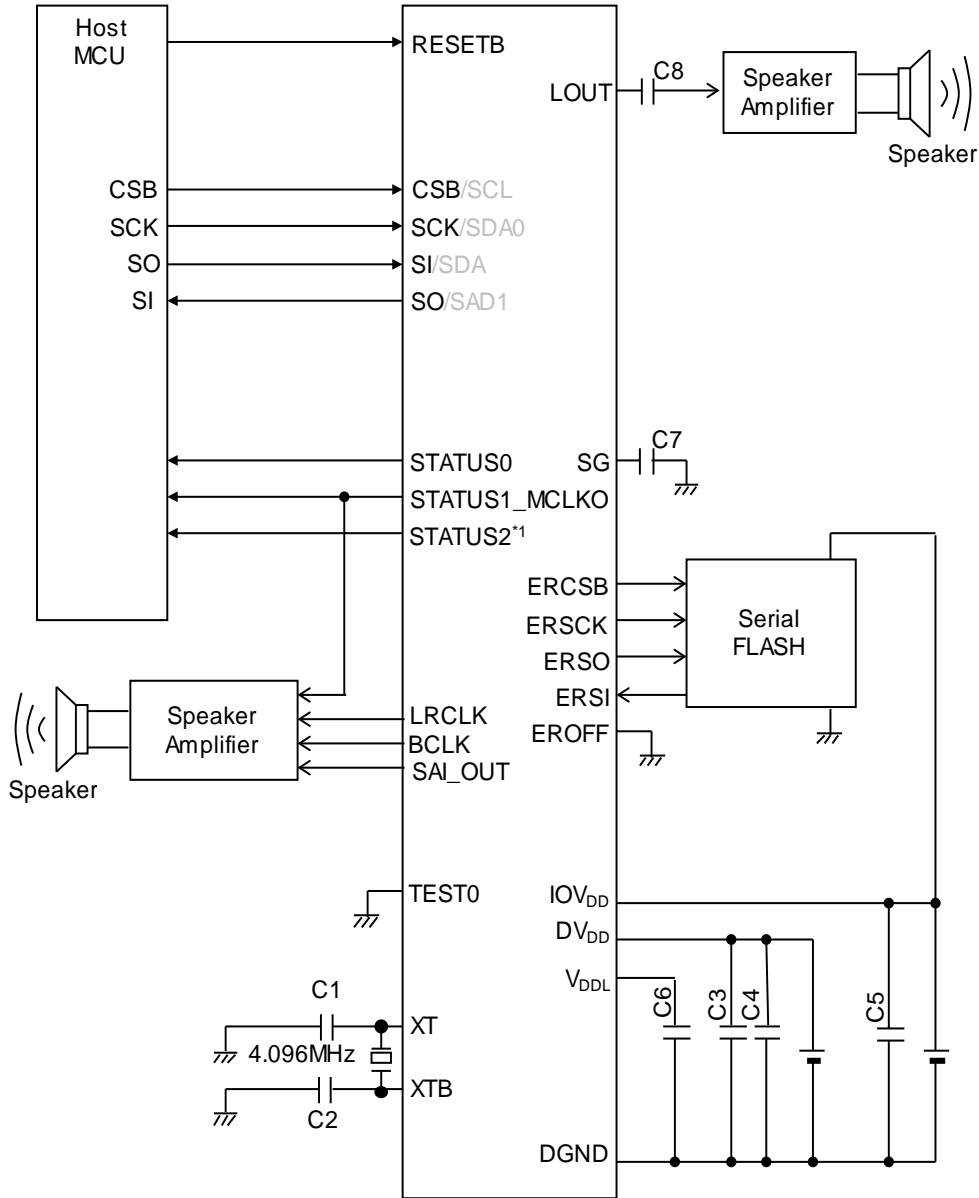 Host
MCU
RESETB
LOUT
C8
Speaker
Amplifier
Speaker
CSB
CSB/SCL
SCK
SCK/SDA0
SO
SI/SDA
SI
SO/SAD1
STATUS0
SG
C7
STATUS1_MCLKO
STATUS2*1
ERCSB
ERSCK
ERSO
ERSI
EROFF
Serial
FLASH
Speaker
Amplifier
Speaker
LRCLK
BCLK
SAI_OUT
TEST0
IOVDD
DVDD
VDDL
C6
C3
C4
C5
C1
XT
4.096MHz
XTB
C2
DGND